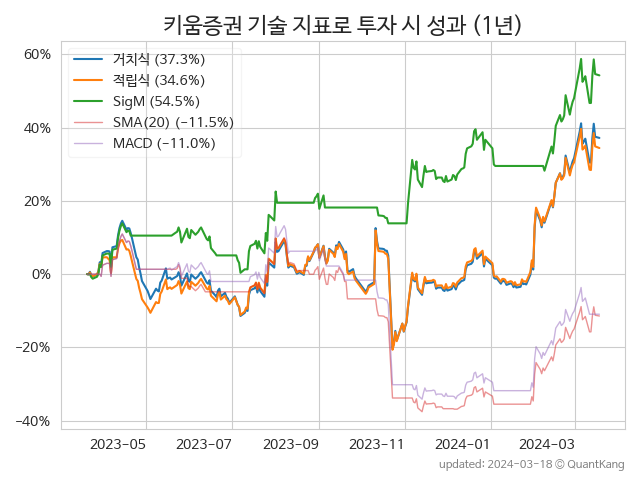 키움증권 기술 지표로 투자 시 성과 (1년)
거치식 (37.3%)
적립식 (34.6%)
SigM (54.5%)
SMA(20) (−11.5%)
MACD (−11.0%)
60%
40%
20%
0%
−20%
−40%
2023-05 2023-07 2023-09 2023-11 2024-01 2024-03
updated: 2024-03-18 © QuantKang